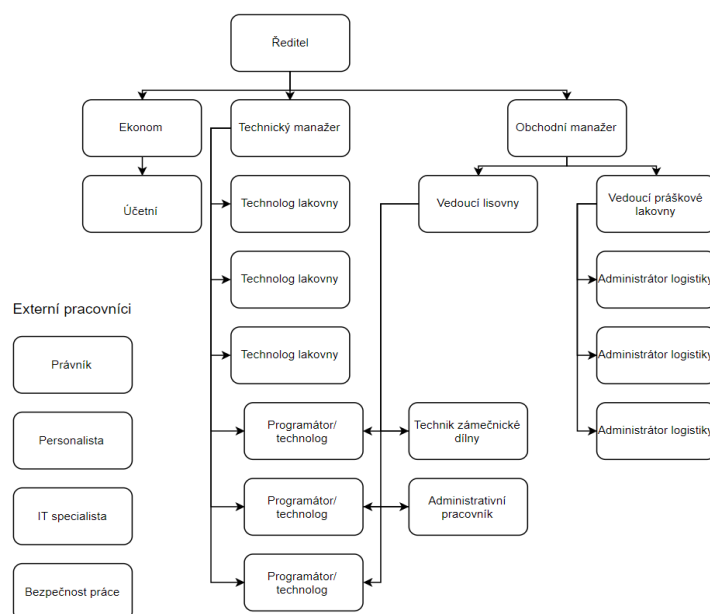 Ředitel
Ekonom
Technický manažer
Obchodní manažer
Účetní
Technolog lakovny
Vedoucí lisovny
Vedoucí práškové
lakovny
Technolog lakovny
Administrátor logistiky
Externí pracovníci
Právník
Technolog lakovny
Administrátor logistiky
Personalista
Programátor/
technolog
Technik zámečnické
dílny
Administrátor logistiky
IT specialista
Programátor/
technolog
Administrativní
pracovník
Bezpečnost práce
Programátor/
technolog